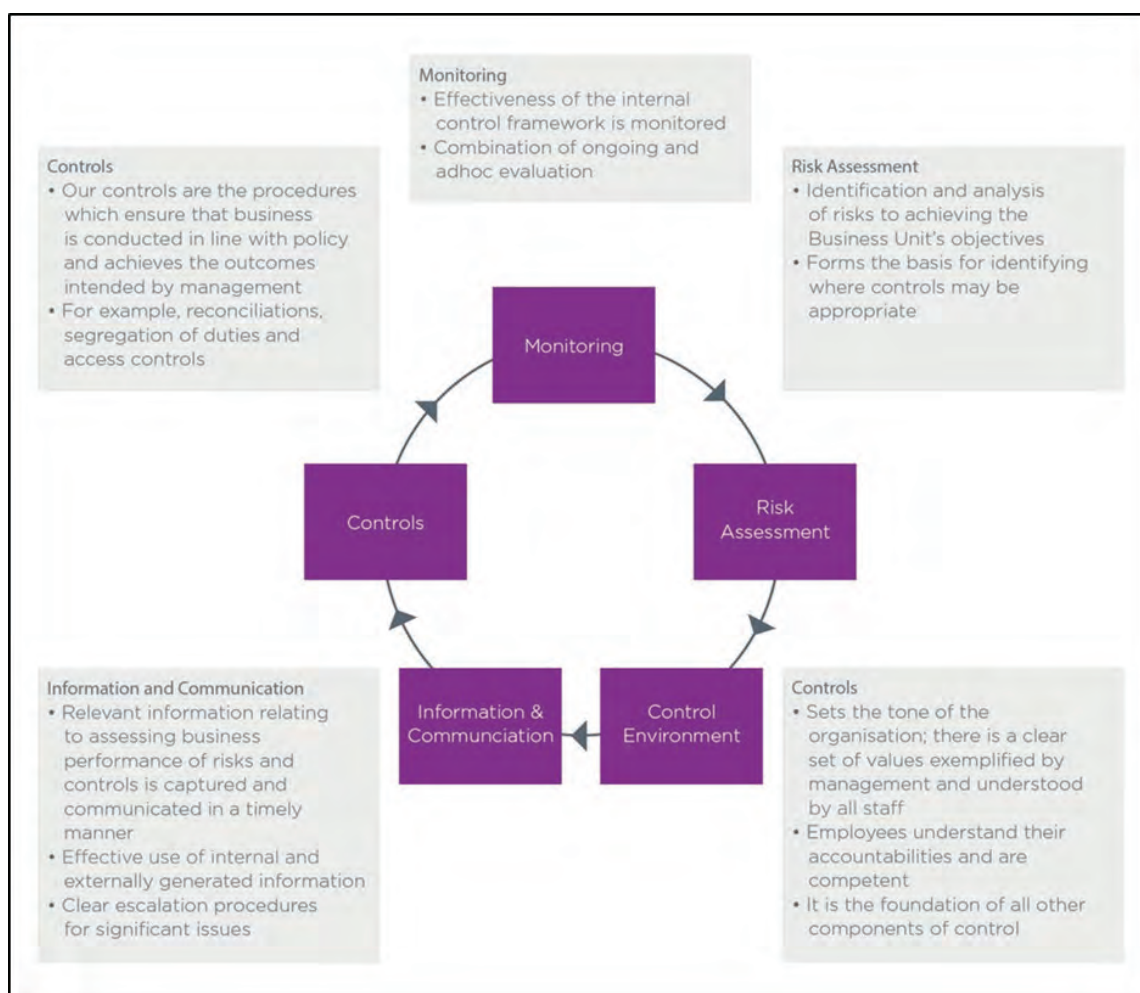 Monitoring
• Effectiveness of the internal
control framework is monitored
• Combination of ongoing and
adhoc evaluation
Controls
• Our controls are the procedures
which ensure that business
is conducted in line with policy
and achieves the outcomes
intended by management
• For example, reconciliations,
segregation of duties and
access controls
Risk Assessment
• Identification and analysis
of risks to achieving the
Business Unit's objectives
• Forms the basis for identifying
where controls may be
appropriate
Monitoring
Controls
Risk
Assessment
Information &
Communciation
Control
Environment
Information and Communication
• Relevant information relating
to assessing business
performance of risks and
controls is captured and
communicated in a timely
manner
• Effective use of internal and
externally generated information
• Clear escalation procedures
for significant issues
Controls
• Sets the tone of the
organisation; there is a clear
set of values exemplified by
management and understood
by all staff
• Employees understand their
accountabilities and are
competent
• It is the foundation of all other
components of control